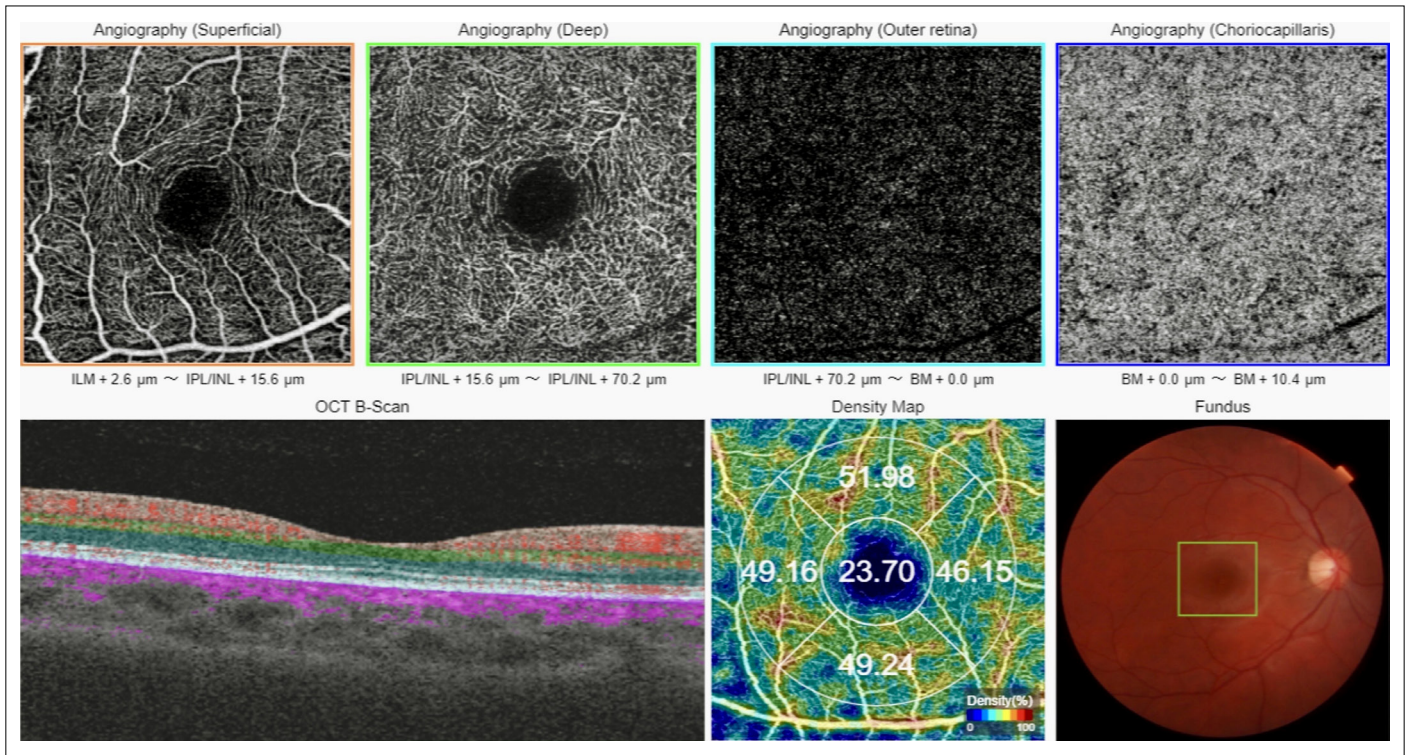 Angiography (Superficial)
Angiography (Deep)
Angiography (Outer retina)
Angiography (Choriocapillaris)
ILM + 2.6 µm ～ IPL/INL + 15.6 µm
IPL/INL + 15.6 µm ～ IPL/INL + 70.2 µm
IPL/INL + 70.2 µm ～ BM + 0.0 µm
BM + 0.0 µm ～ BM + 10.4 µm
OCT B-Scan
Density Map
Fundus
51.98
49.16
23.70
46.15
49.24
Density(%)
0
100